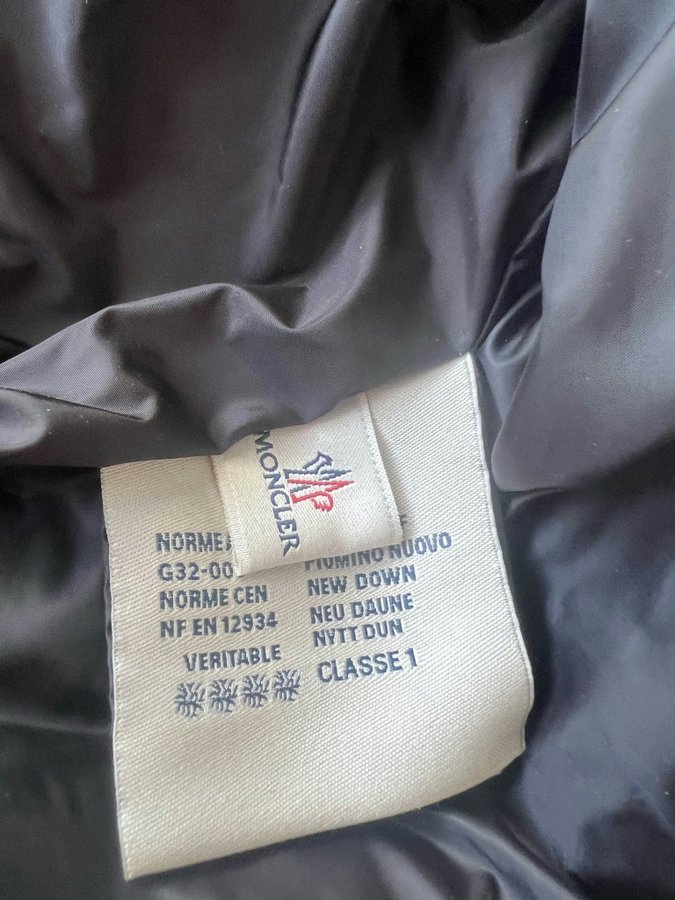 MONCLER
NORME
G32-00
NORME CEN
NF EN 12934
VERITABLE
PIUMINO NUOVO
NEW DOWN
NEU DAUNE
NYTT DUN
CLASSE 1